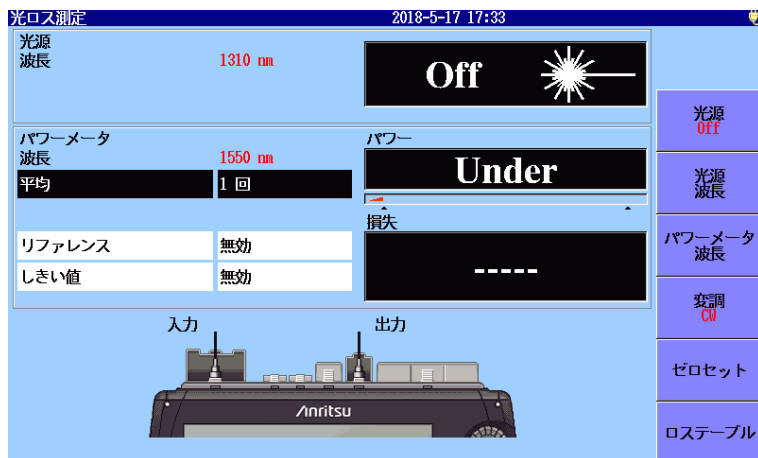 光ロス測定 2018-5-17 17:33
光源
波長 1310 nm
Off
パワーメータ
波長 1550 nm
平均 1 回
リファレンス 無効
しきい値 無効
パワー
Under
損失
-----
入力 出力
Anritsu
光源
Off
光源
波長
パワーメータ
波長
変調
CW
ゼロセット
ロステーブル